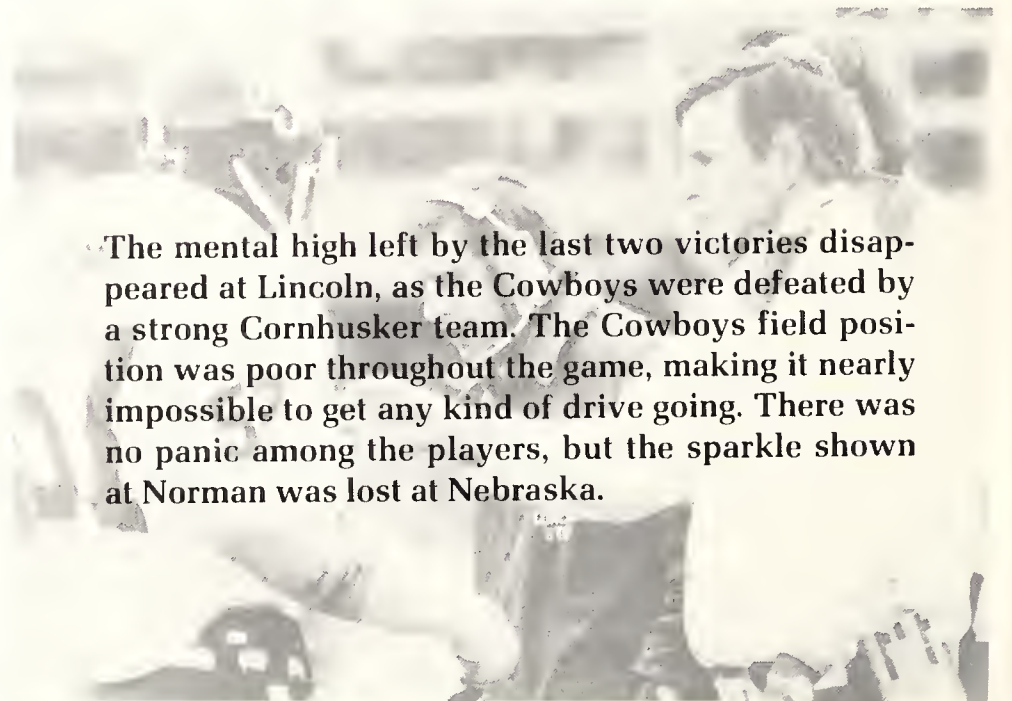 The mental high left by the last two victories disap-
peared at Lincoln, as the Cowboys were defeated by
a strong Cornhusker team. The Cowboys field posi-
tion was poor throughout the game, making it nearly
impossible to get any kind of drive going. There was
no panic among the players, but the sparkle shown
at Norman was lost at Nebraska.